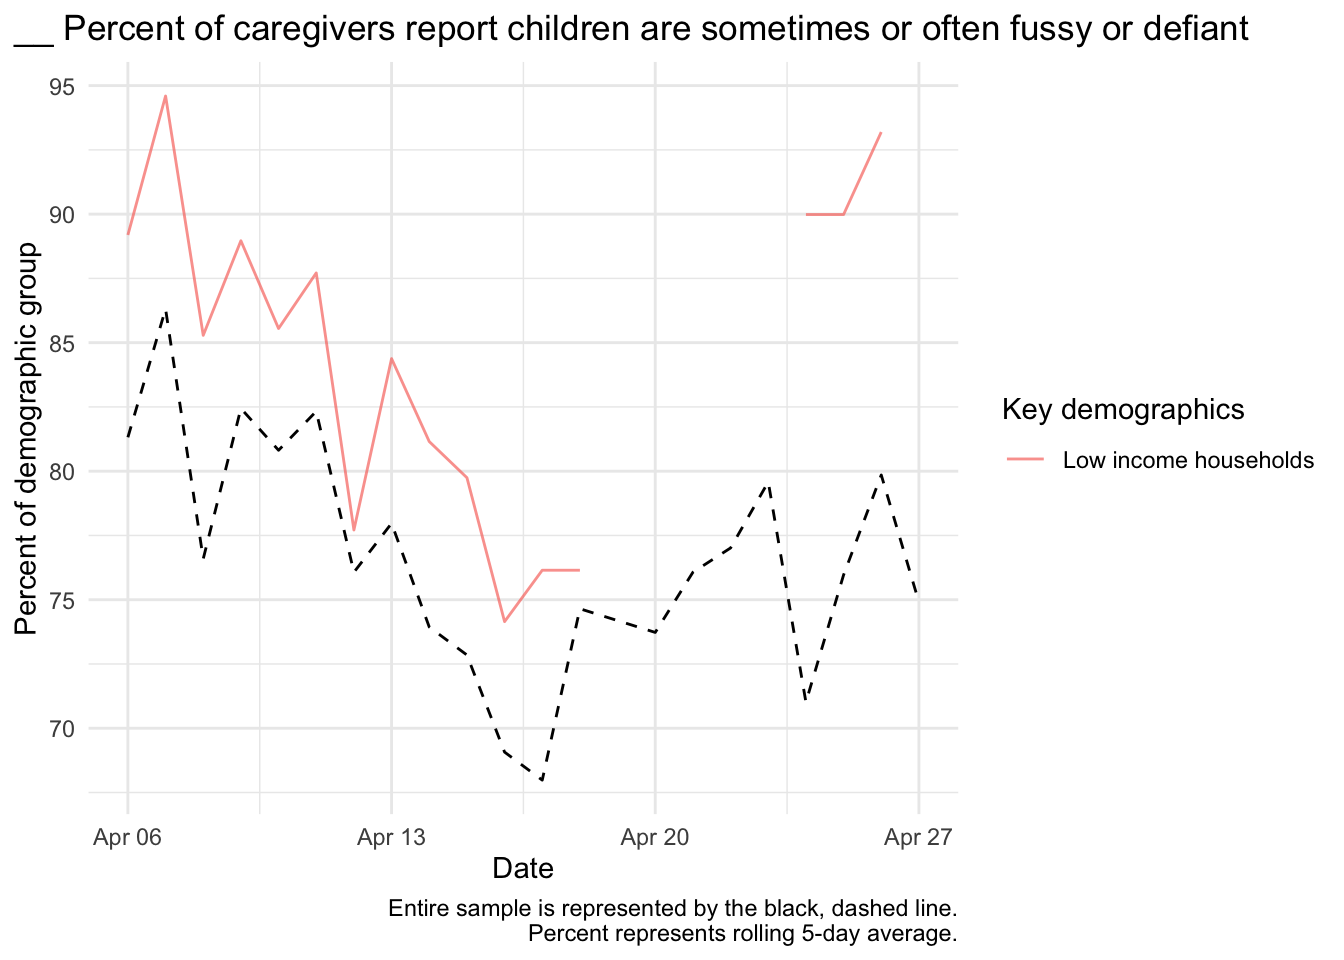 __ Percent of caregivers report children are sometimes or often fussy or defiant
Percent of demographic group
95
90
85
80
75
70
Apr 06
Apr 13
Apr 20
Apr 27
Date
Key demographics
Low income households
Entire sample is represented by the black, dashed line.
Percent represents rolling 5-day average.